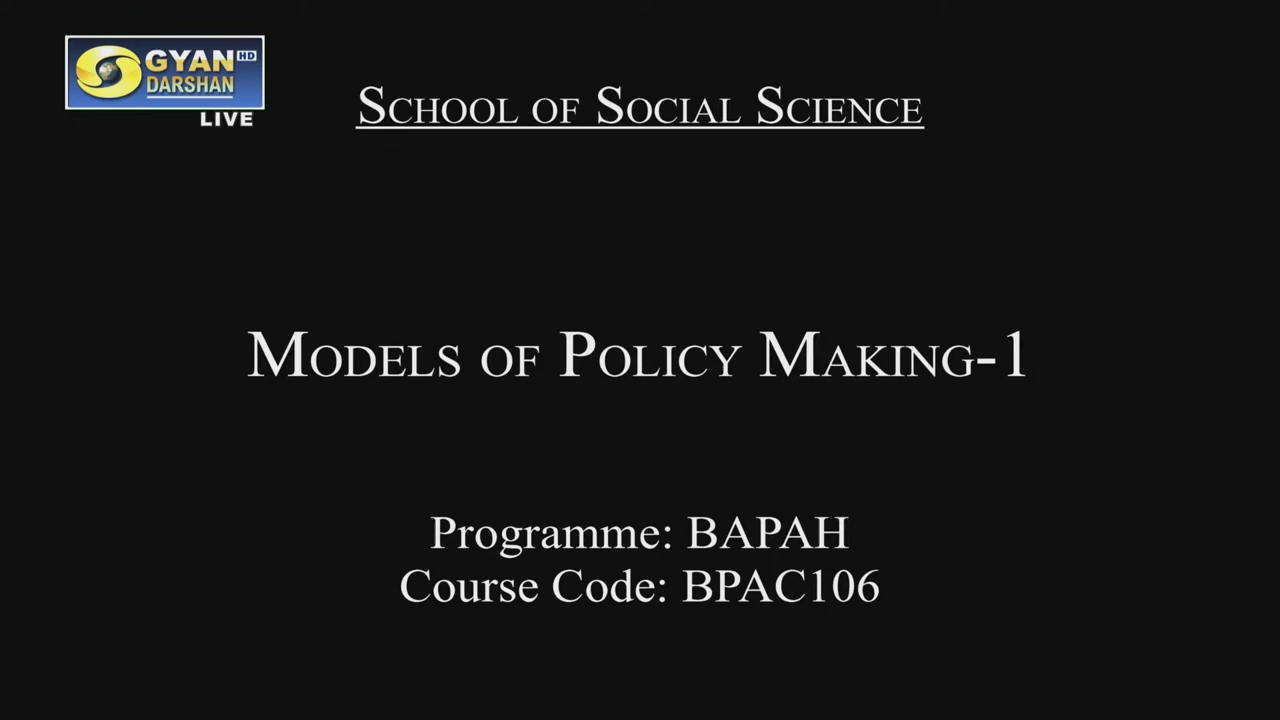 GYAN HD
DARSHAN
LIVE
School of Social Science
Models of Policy Making-1
Programme: BAPAH
Course Code: BPAC106